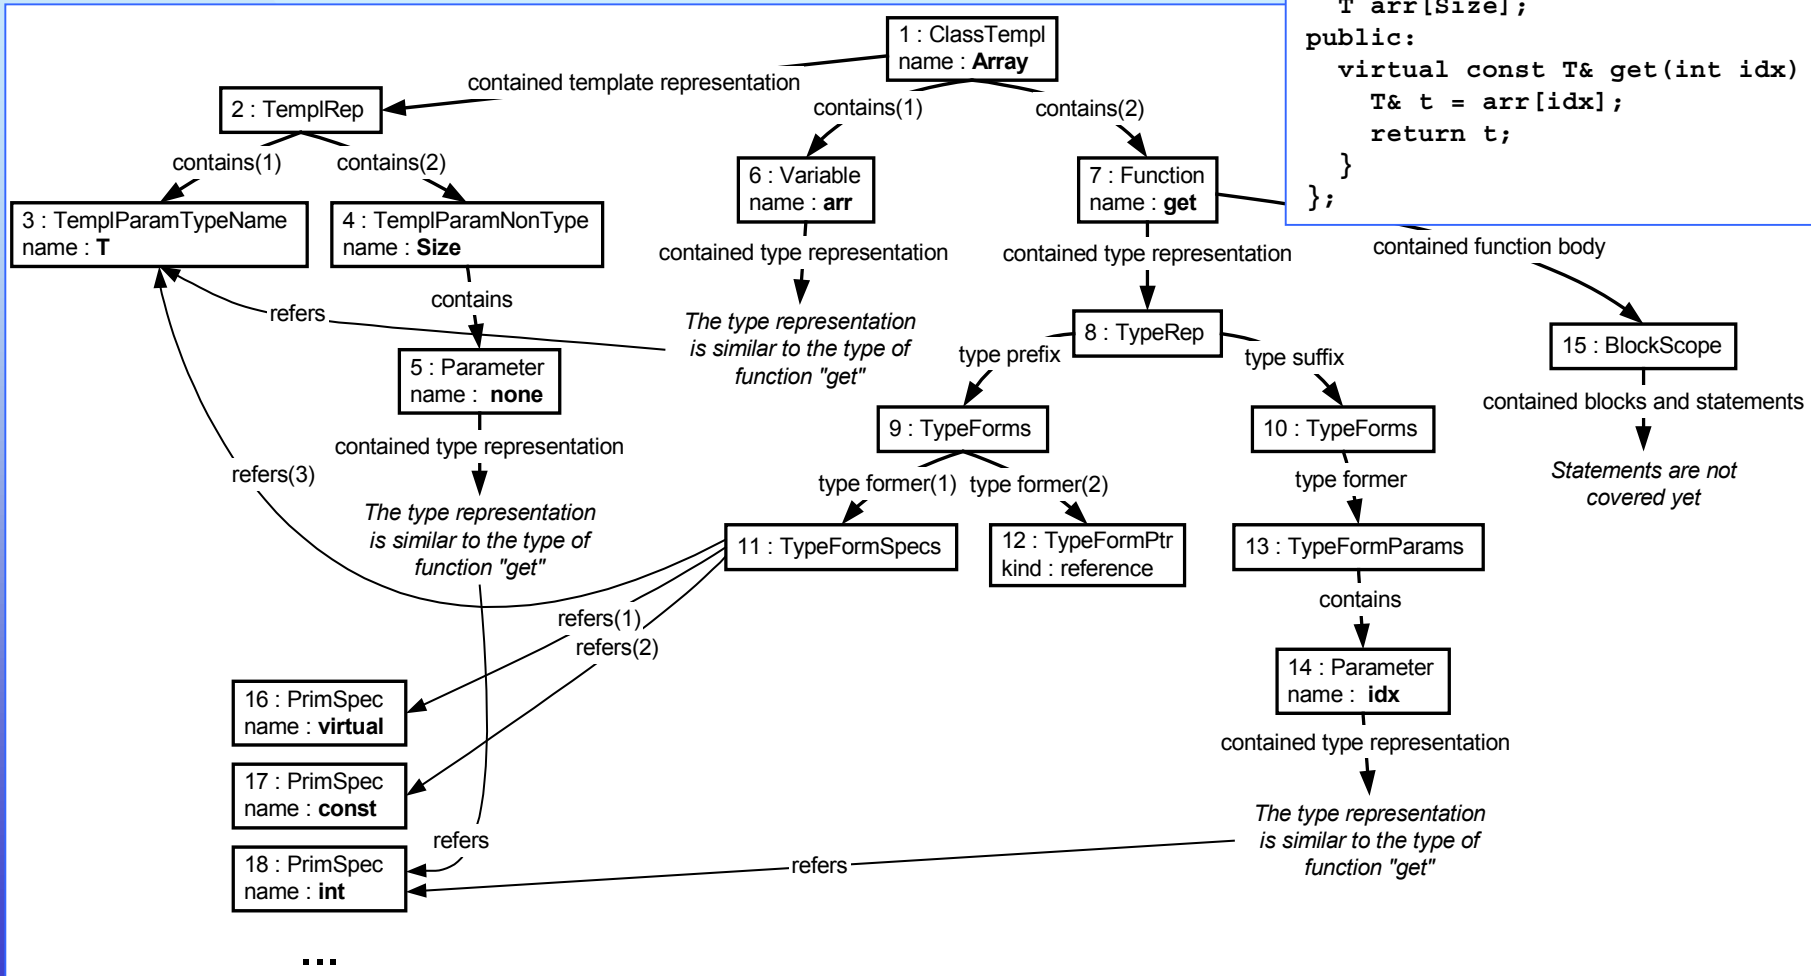 T arr[Size];
public:
virtual const T& get(int idx)
T& t = arr[idx];
return t;
}
};
1 : ClassTempl
name : Array
contained template representation
contains(1)
contains(2)
2 : TemplRep
contains(1)
contains(2)
3 : TemplParamTypeName
name : T
4 : TemplParamNonType
name : Size
6 : Variable
name : arr
7 : Function
name : get
contained type representation
contained type representation
contained function body
contains
refers
The type representation
is similar to the type of
function "get"
8 : TypeRep
15 : BlockScope
type prefix
type suffix
5 : Parameter
name : none
contained blocks and statements
9 : TypeForms
10 : TypeForms
contained type representation
Statements are not
covered yet
refers(3)
type former(1)
type former(2)
type former
The type representation
is similar to the type of
function "get"
11 : TypeFormSpecs
12 : TypeFormPtr
kind : reference
13 : TypeFormParams
contains
refers(1)
refers(2)
14 : Parameter
name : idx
16 : PrimSpec
name : virtual
contained type representation
17 : PrimSpec
name : const
The type representation
is similar to the type of
function "get"
refers
refers
18 : PrimSpec
name : int
...